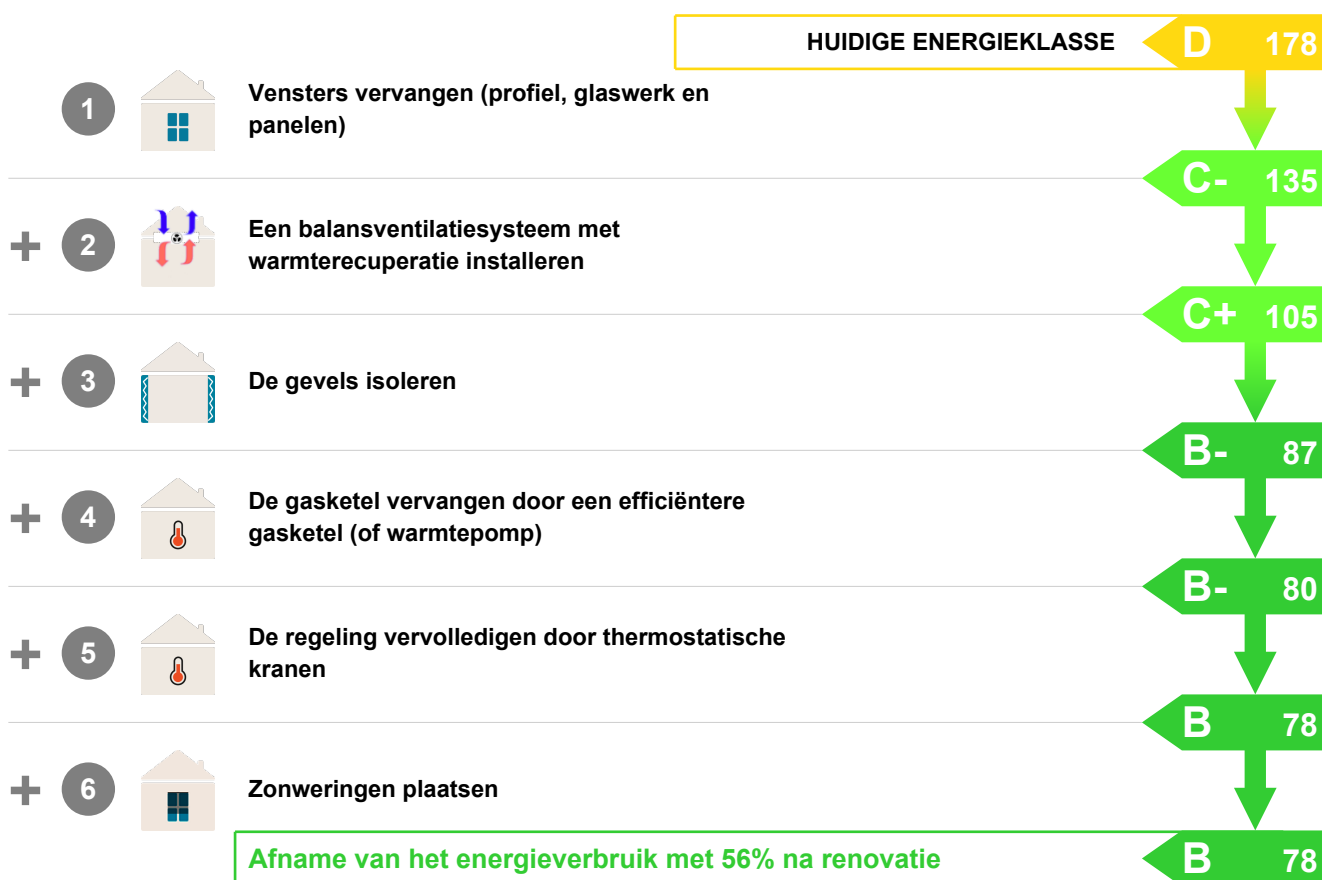 HUIDIGE ENERGIEKLASSE D 178
1 Vensters vervangen (profiel, glaswerk en
panelen)
C- 135
+ 2 Een balansventilatiesysteem met
warmterecuperatie installeren
C+ 105
+ 3 De gevels isoleren
B- 87
+ 4 De gasketel vervangen door een efficiëntere
gasketel (of warmtepomp)
B- 80
+ 5 De regeling vervolledigen door thermostatische
kranen
B 78
+ 6 Zonweringen plaatsen
Afname van het energieverbruik met 56% na renovatie B 78